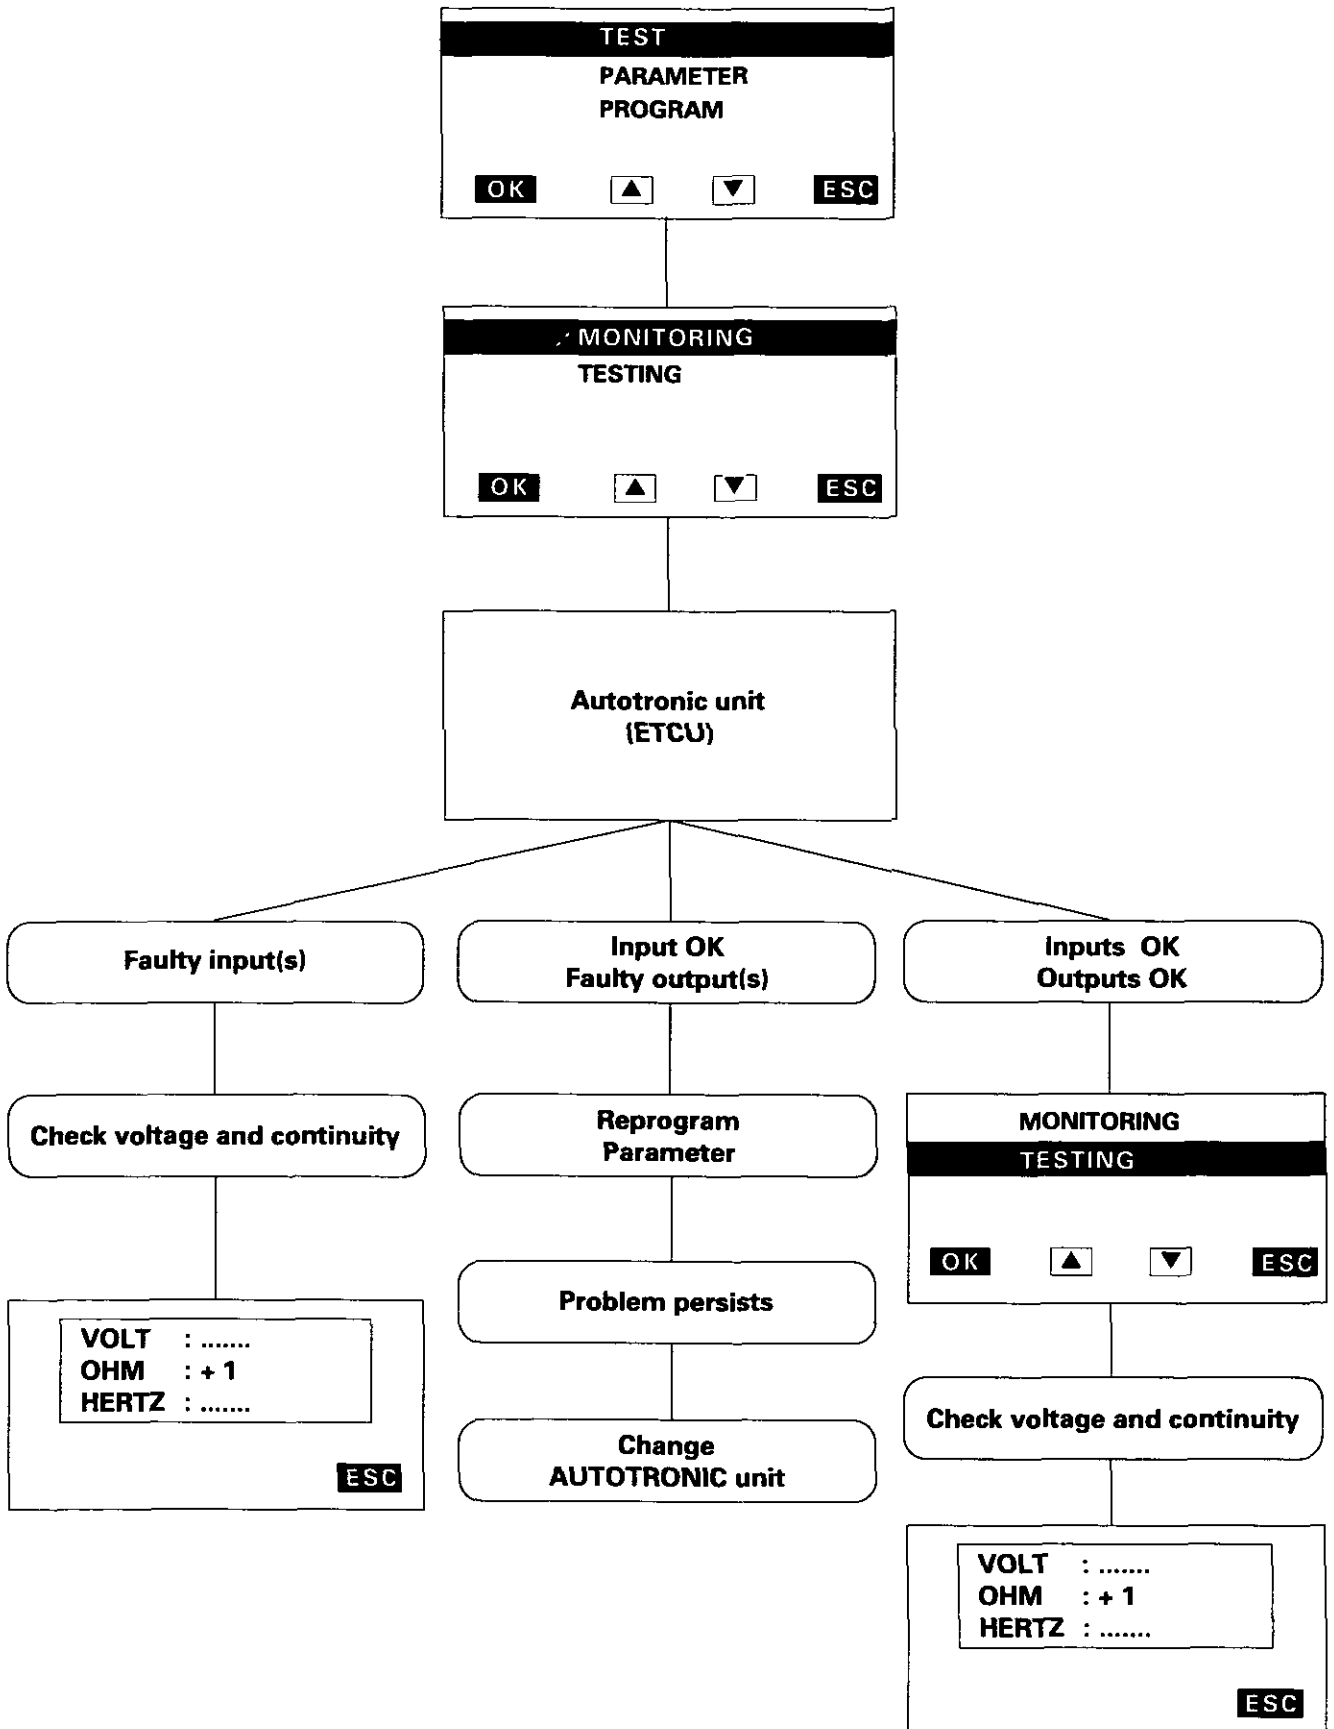 TEST
PARAMETER
PROGRAM
OK ▲ ▼ ESC
MONITORING
TESTING
OK ▲ ▼ ESC
Autotronic unit
(ETCU)
Faulty input(s)
Check voltage and continuity
VOLT : .......
OHM : + 1
HERTZ : .......
ESC
Input OK
Faulty output(s)
Reprogram
Parameter
Problem persists
Change
AUTOTRONIC unit
Inputs OK
Outputs OK
MONITORING
TESTING
OK ▲ ▼ ESC
Check voltage and continuity
VOLT : .......
OHM : + 1
HERTZ : .......
ESC